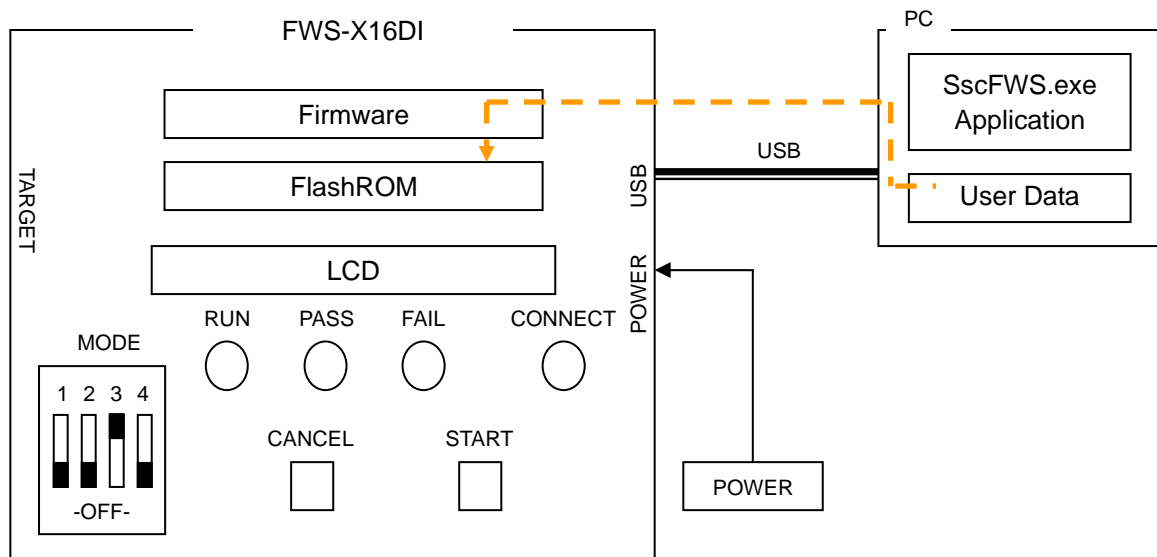 FWS-X16DI
PC
Firmware
SscFWS.exe
Application
USB
FlashROM
User Data
TARGET
USB
LCD
POWER
RUN PASS FAIL CONNECT
MODE
1 2 3 4
CANCEL START
-OFF-
POWER